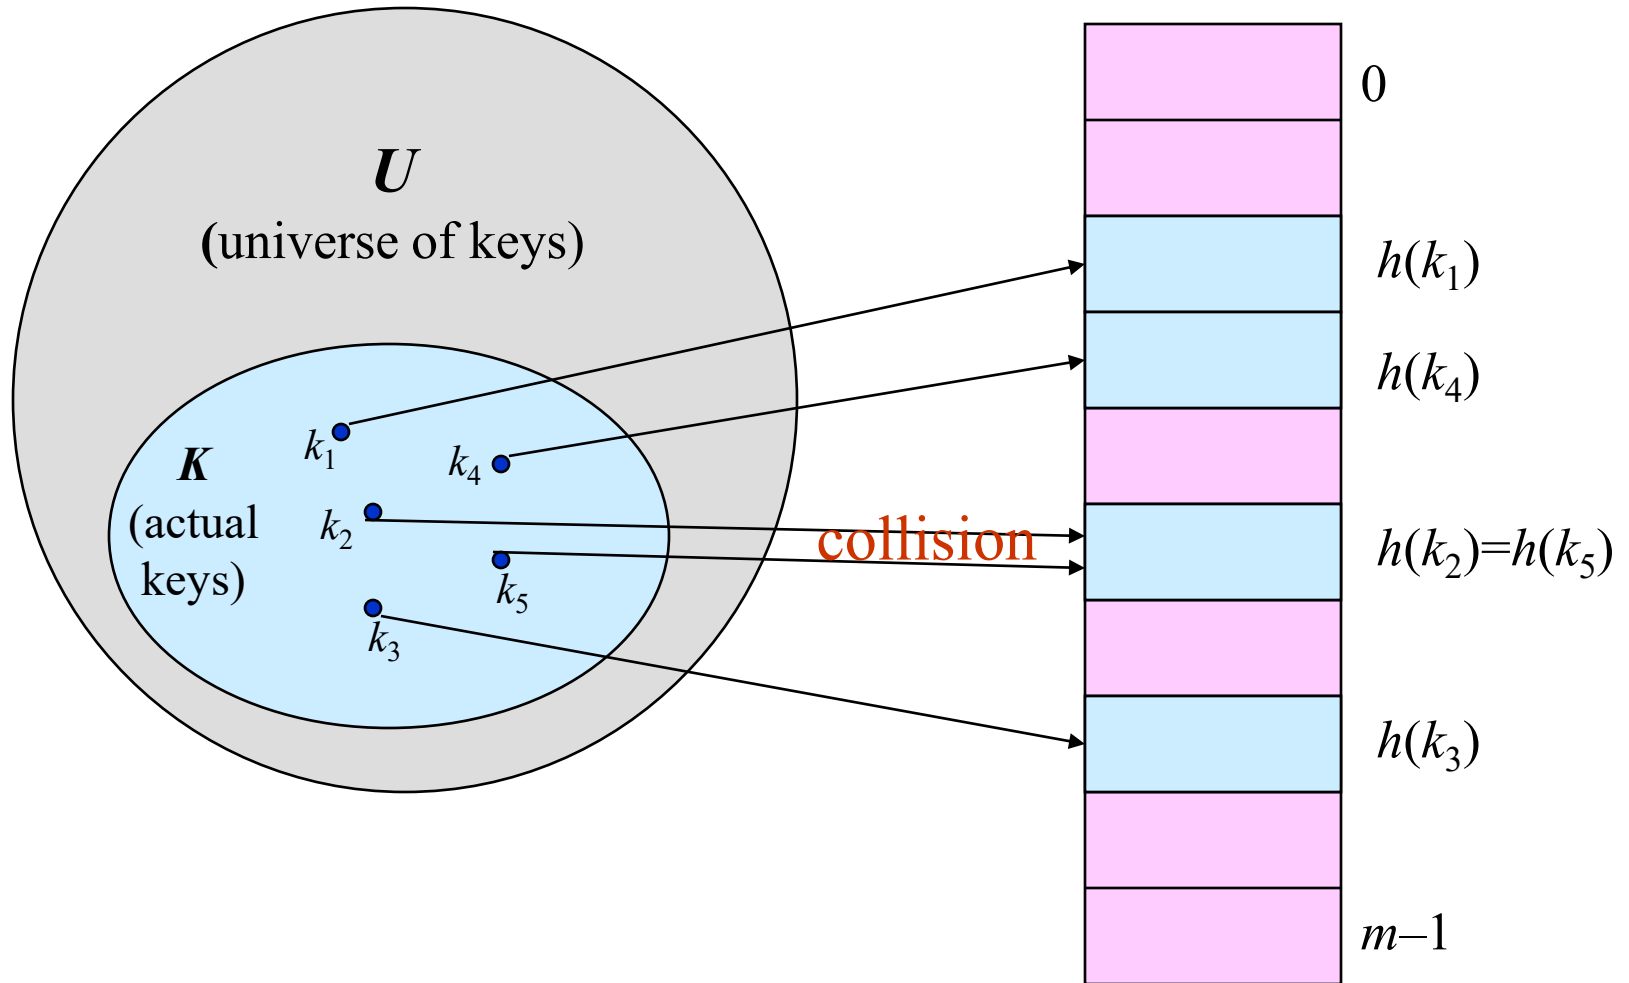 U
(universe of keys)
K
(actual
keys)
k₁
k₄
k₂
k₅
k₃
collision
0
h(k₁)
h(k₄)
h(k₂)=h(k₅)
h(k₃)
m–1